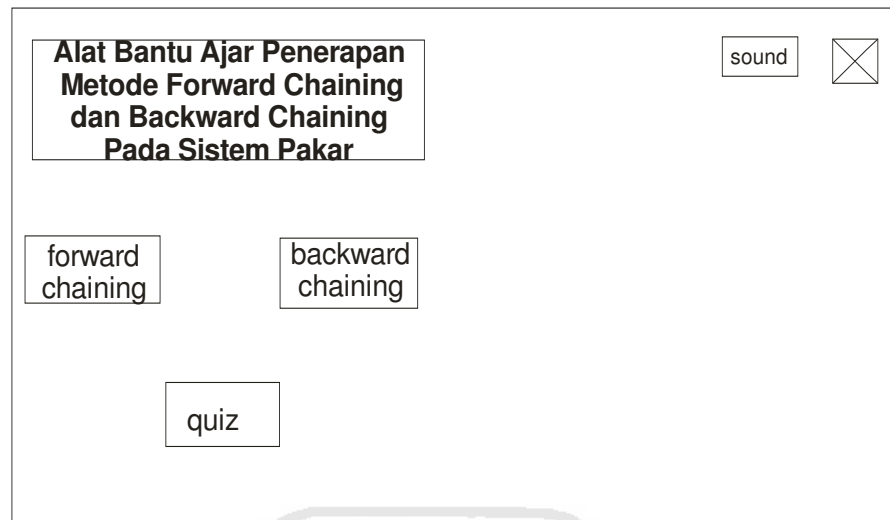 Alat Bantu Ajar Penerapan
Metode Forward Chaining
dan Backward Chaining
Pada Sistem Pakar
sound
forward
chaining
backward
chaining
quiz